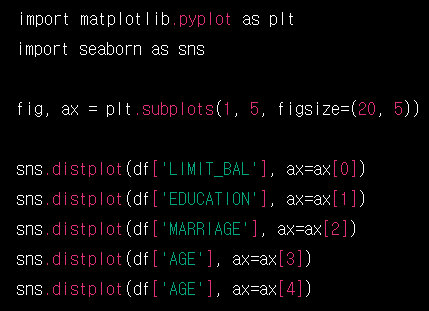 import matplotlib.pyplot as plt
import seaborn as sns
fig, ax = plt.subplots(1, 5, figsize=(20, 5))
sns.distplot(df['LIMIT_BAL'], ax=ax[0])
sns.distplot(df['EDUCATION'], ax=ax[1])
sns.distplot(df['MARRIAGE'], ax=ax[2])
sns.distplot(df['AGE'], ax=ax[3])
sns.distplot(df['AGE'], ax=ax[4])